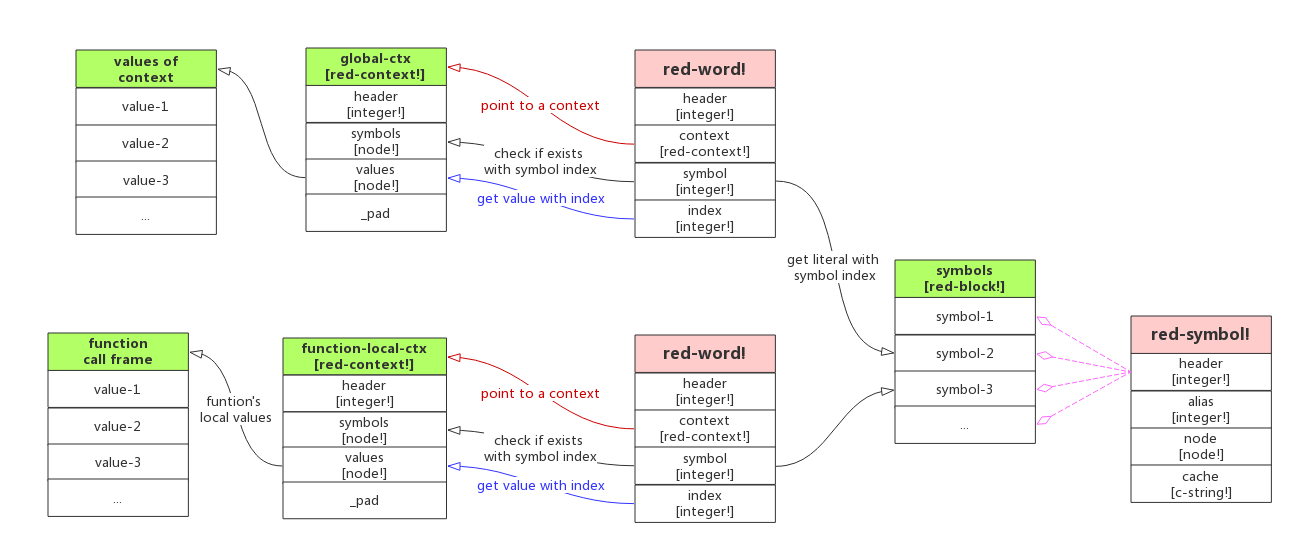 values of
context
value-1
value-2
value-3
...
global-ctx
[red-context!]
header
[integer!]
symbols
[node!]
values
[node!]
_pad
point to a context
check if exists
with symbol index
get value with index
red-word!
header
[integer!]
context
[red-context!]
symbol
[integer!]
index
[integer!]
get literal with
symbol index
function
call frame
value-1
value-2
value-3
...
funtion's
local values
function-local-ctx
[red-context!]
header
[integer!]
symbols
[node!]
values
[node!]
_pad
point to a context
check if exists
with symbol index
get value with index
red-word!
header
[integer!]
context
[red-context!]
symbol
[integer!]
index
[integer!]
symbols
[red-block!]
symbol-1
symbol-2
symbol-3
...
red-symbol!
header
[integer!]
alias
[integer!]
node
[node!]
cache
[c-string!]